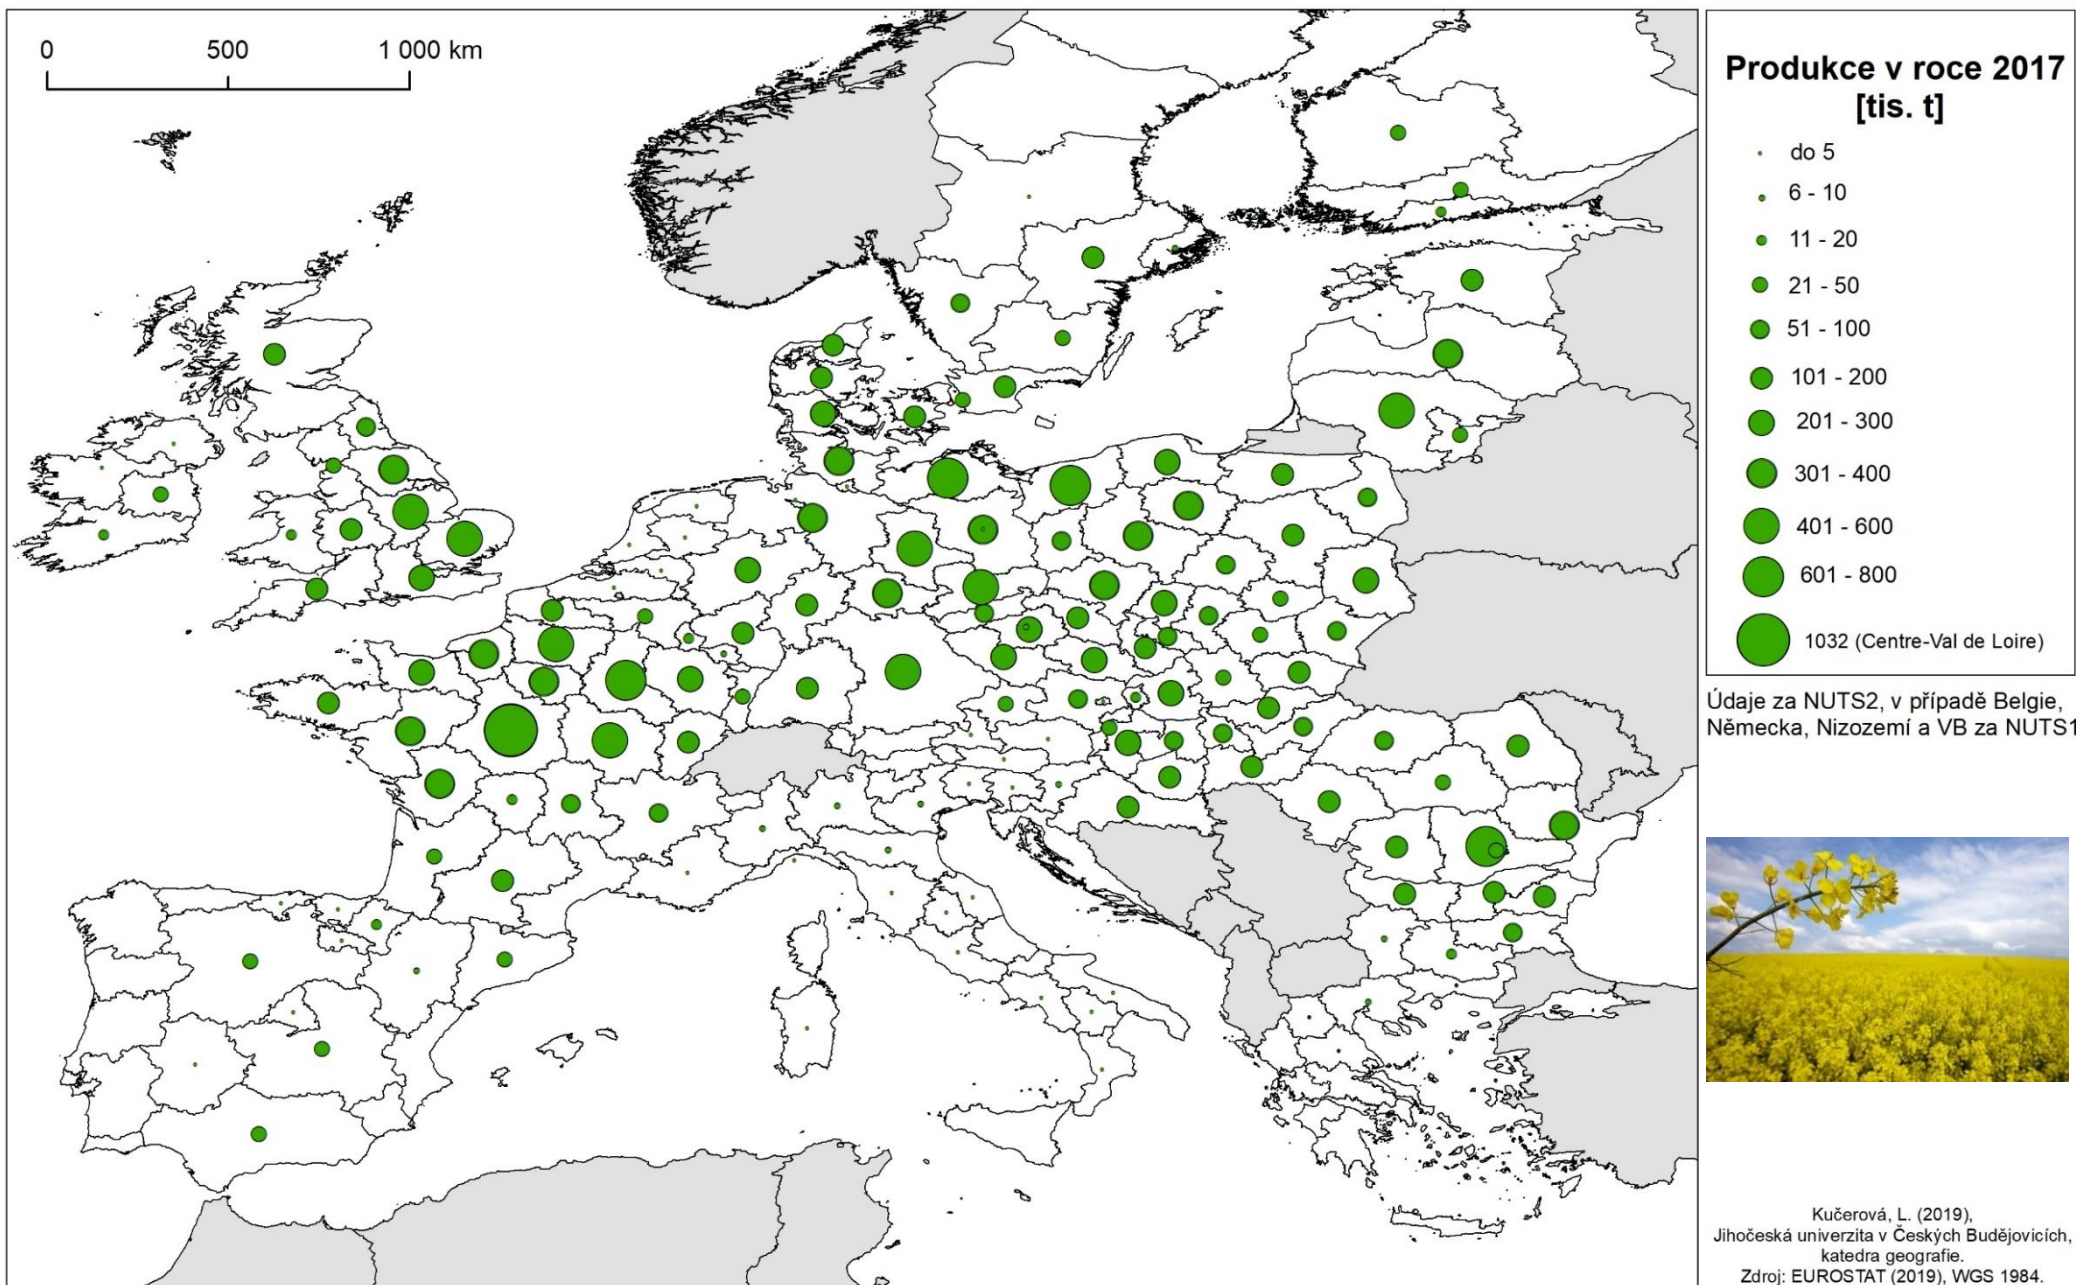 0 500 1 000 km
Produkce v roce 2017
[tis. t]
do 5
6 - 10
11 - 20
21 - 50
51 - 100
101 - 200
201 - 300
301 - 400
401 - 600
601 - 800
1032 (Centre-Val de Loire)
Údaje za NUTS2, v případě Belgie,
Německa, Nizozemí a VB za NUTS1
Kučerová, L. (2019),
Jihočeská univerzita v Českých Budějovicích,
katedra geografie.
Zdroj: EUROSTAT (2019), WGS 1984.